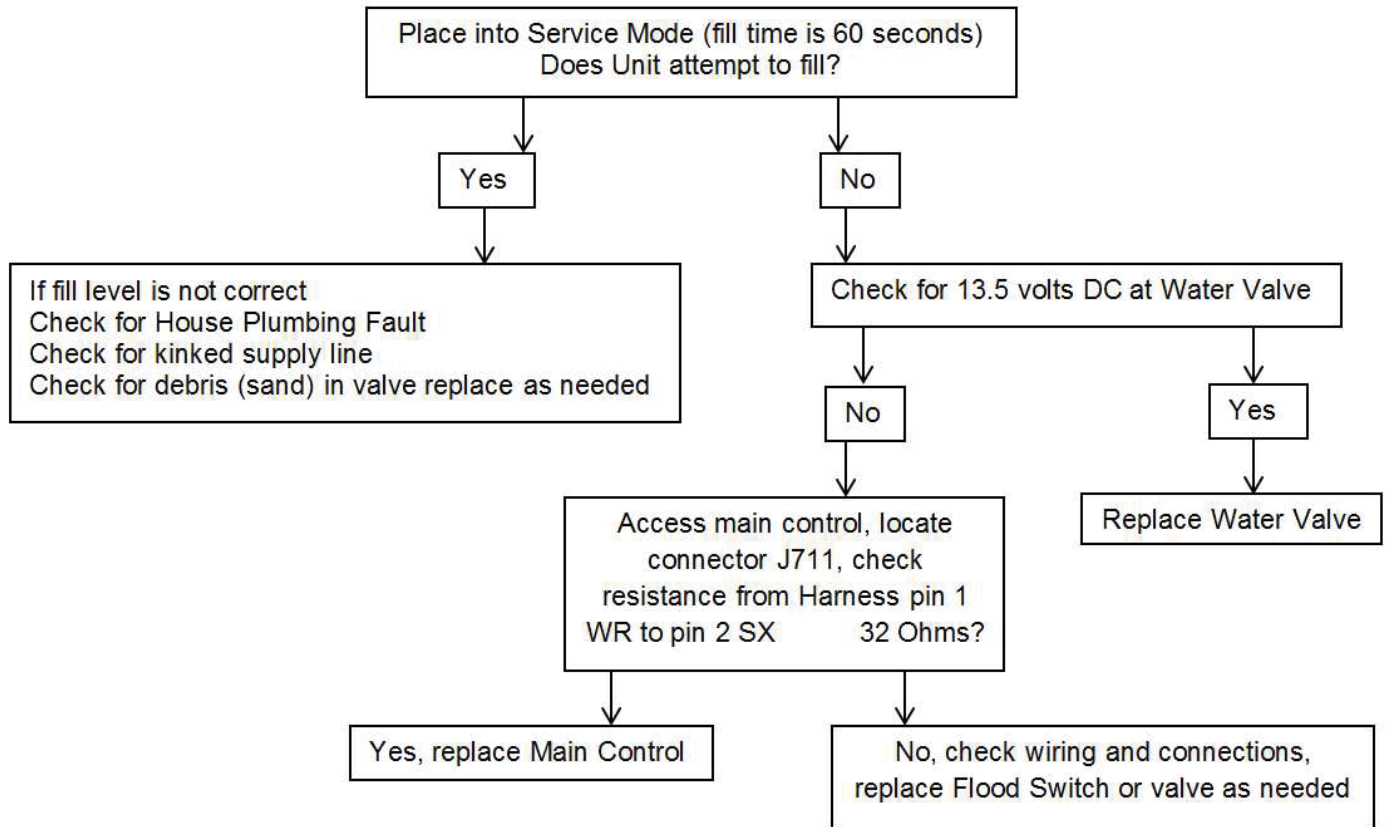 Place into Service Mode (fill time is 60 seconds)
Does Unit attempt to fill?
Yes
No
If fill level is not correct
Check for House Plumbing Fault
Check for kinked supply line
Check for debris (sand) in valve replace as needed
Check for 13.5 volts DC at Water Valve
No
Yes
Access main control, locate
connector J711, check
resistance from Harness pin 1
WR to pin 2 SX 32 Ohms?
Replace Water Valve
Yes, replace Main Control
No, check wiring and connections,
replace Flood Switch or valve as needed